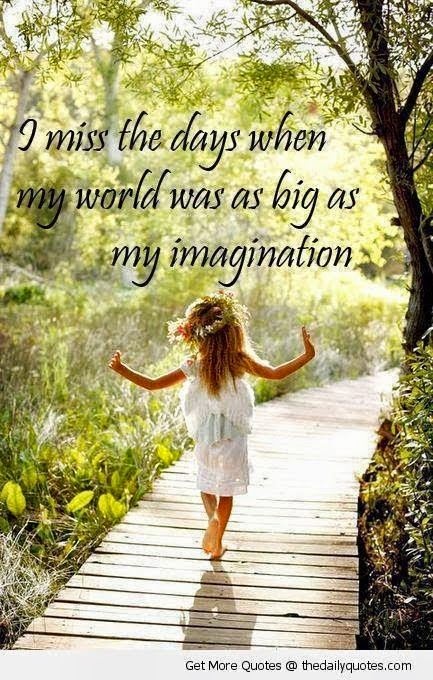 I miss the days when
my world was as big as
my imagination
Get More Quotes @ thedailyquotes.com